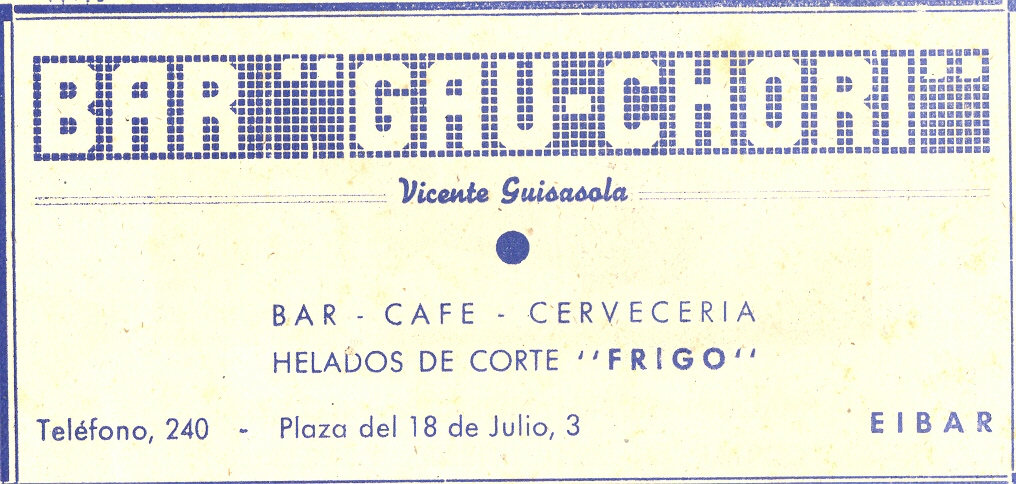 BAR "GAU-CHORI"
Vicente Guisasola
BAR - CAFE - CERVECERIA
HELADOS DE CORTE "FRIGO"
Teléfono, 240 - Plaza del 18 de Julio, 3 EIBAR